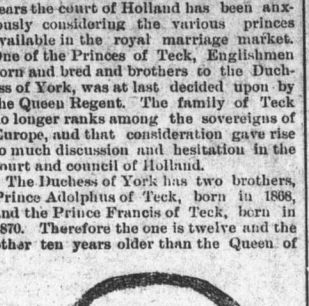 ears the court of Holland has been anx-
ously considering the various princes
vailable in the royal marriage market.
One of the Princes of Teck, Englishmen
orn and bred and brothers to the Duch-
ss of York, was at last decided upon by
he Queen Regent. The family of Teck
o longer ranks among the sovereigns of
Europe, and that consideration gave rise
o much discussion and hesitation in the
ourt and council of Holland.
The Duchess of York has two brothers,
Prince Adolphus of Teck, born in 1868,
nd the Prince Francis of Teck, born in
870. Therefore the one is twelve and the
ther ten years older than the Queen of